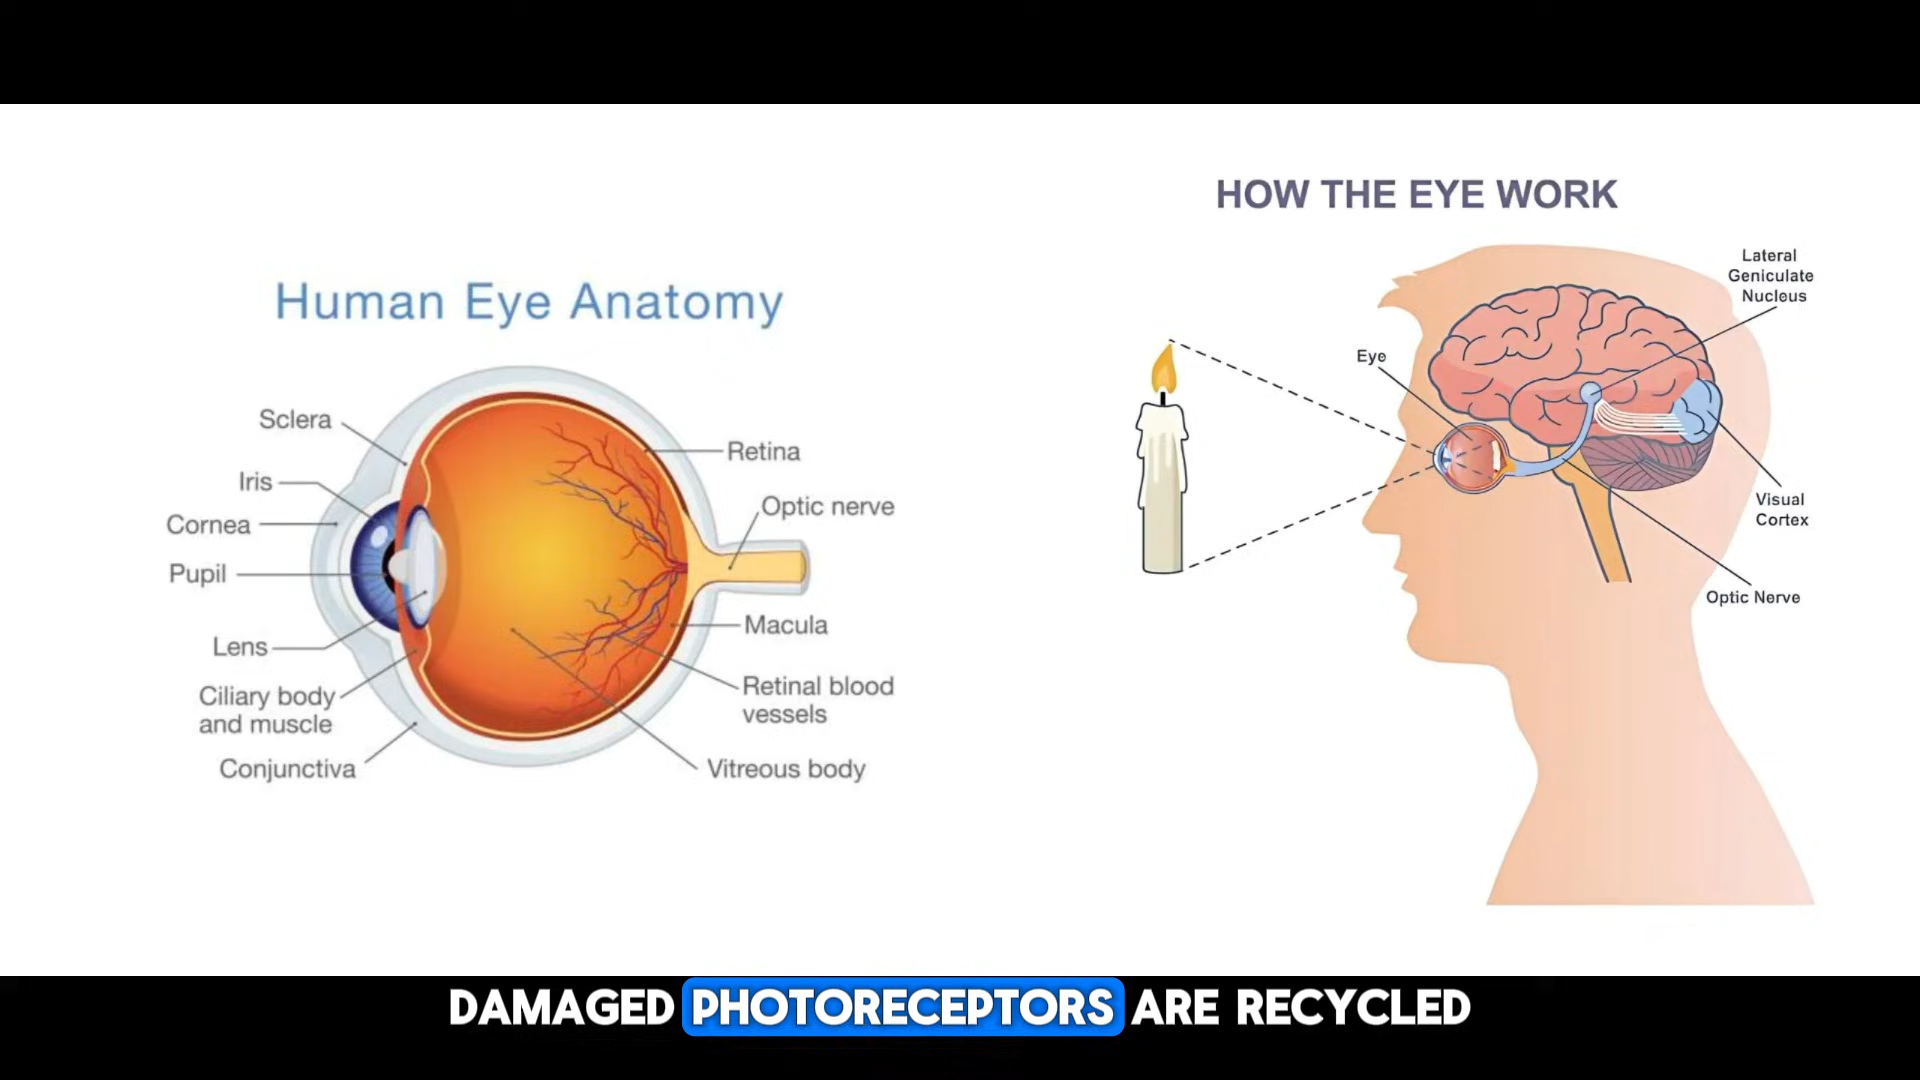 HOW THE EYE WORK
Human Eye Anatomy
Sclera
Iris
Cornea
Pupil
Lens
Ciliary body
and muscle
Conjunctiva
Retina
Optic nerve
Macula
Retinal blood
vessels
Vitreous body
Lateral
Geniculate
Nucleus
Eye
Visual
Cortex
Optic Nerve
DAMAGED PHOTORECEPTORS ARE RECYCLED